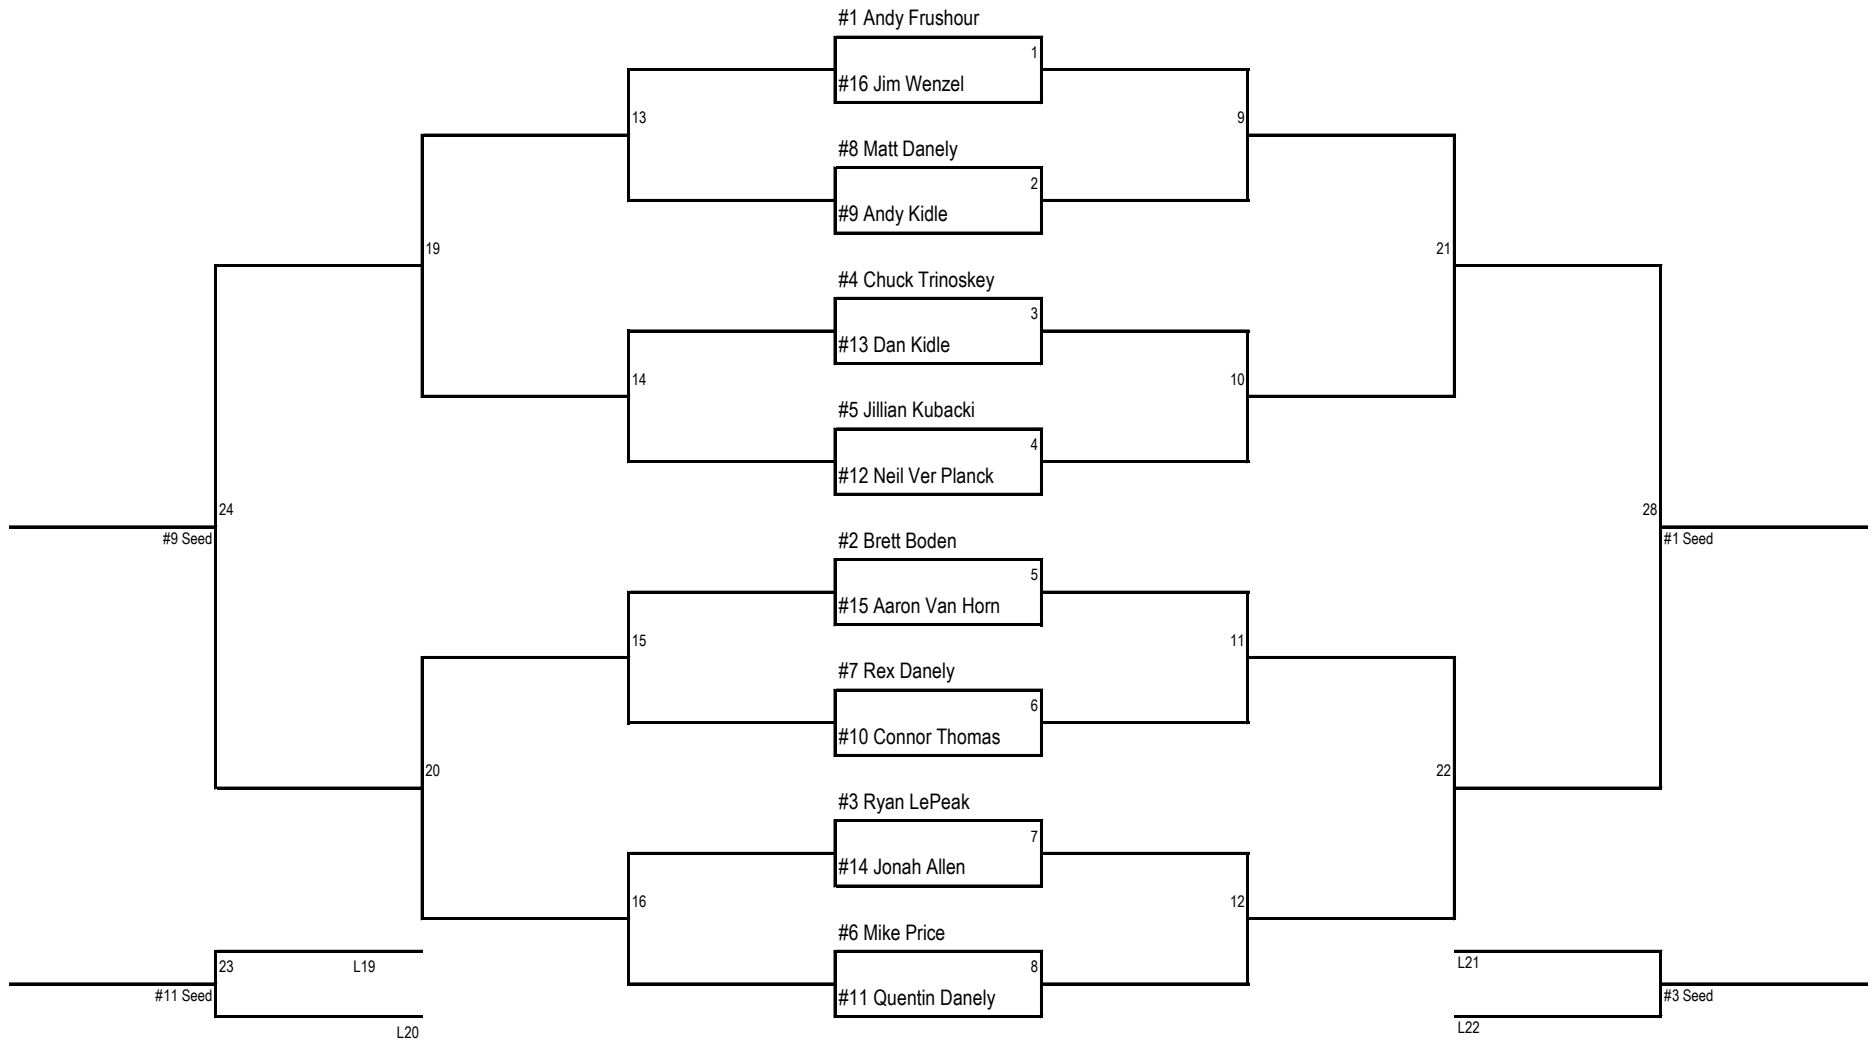 #1 Andy Frushour
1
#16 Jim Wenzel
13
9
#8 Matt Danely
2
#9 Andy Kidle
19
21
#4 Chuck Trinoskey
3
#13 Dan Kidle
14
10
#5 Jillian Kubacki
4
#12 Neil Ver Planck
24
28
#9 Seed
#1 Seed
#2 Brett Boden
5
#15 Aaron Van Horn
15
11
#7 Rex Danely
6
#10 Connor Thomas
20
22
#3 Ryan LePeak
7
#14 Jonah Allen
16
12
#6 Mike Price
23
L19
8
L21
#11 Seed
#11 Quentin Danely
#3 Seed
L20
L22